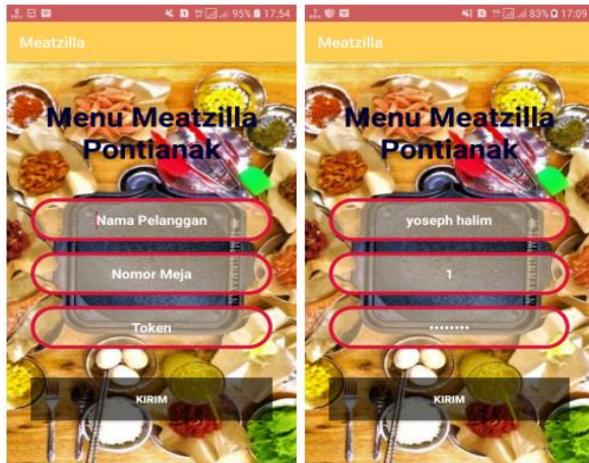 95% 17:54
Meatzilla
Menu Meatzilla
Pontianak
Nama Pelanggan
Nomor Meja
Token
KIRIM
83% 17:09
Meatzilla
Menu Meatzilla
Pontianak
yoseph halim
1
••••••••
KIRIM